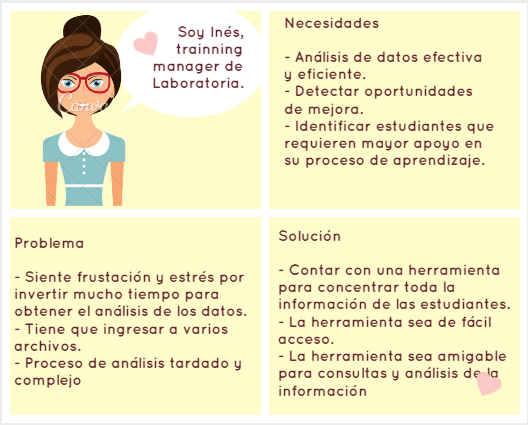 Soy Inés,
trainning
manager de
Laboratoria.
Canva
Necesidades
- Análisis de datos efectiva
y eficiente.
- Detectar oportunidades
de mejora.
- Identificar estudiantes que
requieren mayor apoyo en
su proceso de aprendizaje.
Problema
- Siente frustación y estrés por
invertir mucho tiempo para
obtener el análisis de los datos.
- Tiene que ingresar a varios
archivos.
- Proceso de análisis tardado y
complejo
Solución
- Contar con una herramienta
para concentrar toda la
información de las estudiantes.
- La herramienta sea de fácil
acceso.
- La herramienta sea amigable
para consultas y análisis de la
información